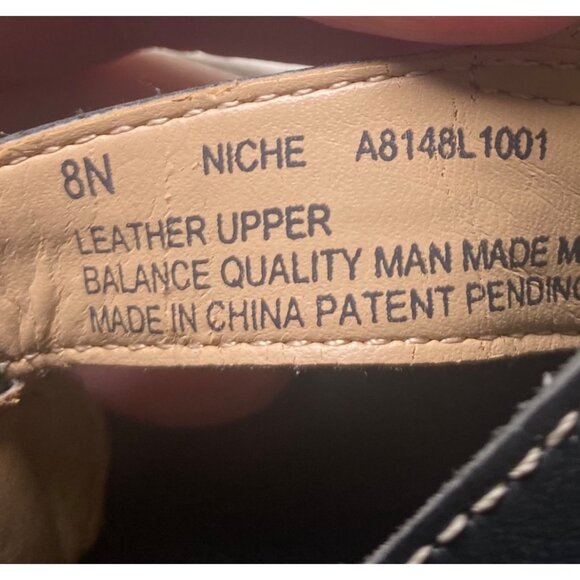 8N NICHE A8148L1001
LEATHER UPPER
BALANCE QUALITY MAN MADE M
MADE IN CHINA PATENT PENDING